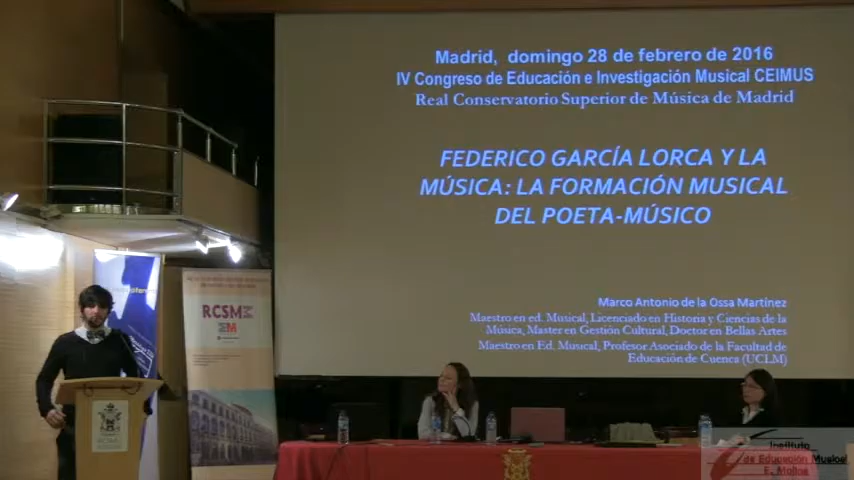 Madrid, domingo 28 de febrero de 2016
IV Congreso de Educación e Investigación Musical CEIMUS
Real Conservatorio Superior de Música de Madrid
FEDERICO GARCÍA LORCA Y LA
MÚSICA: LA FORMACIÓN MUSICAL
DEL POETA-MÚSICO
Marco Antonio de la Ossa Martínez
Maestro en ed. Musical, Licenciado en Historia y Ciencias de la
Música, Master en Gestión Cultural, Doctor en Bellas Artes
Maestro en Ed. Musical, Profesor Asociado de la Facultad de
Educación de Cuenca (UCLM)
RCSMM
RCSMM
Instituto
de Educación Musical
E. Molina